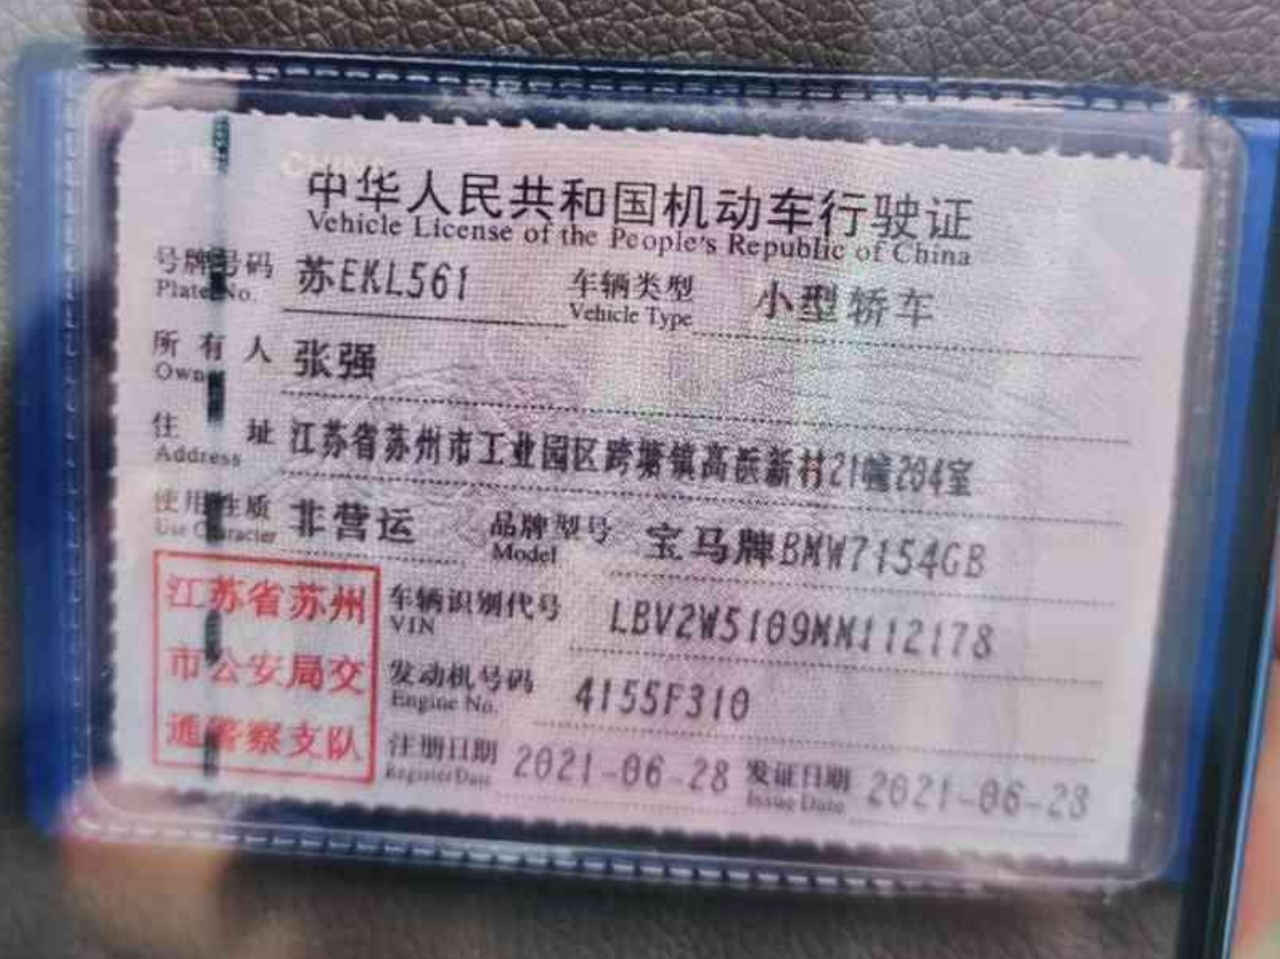 中华人民共和国机动车行驶证
Vehicle License of the People's Republic of China
号牌号码 苏EKL561 车辆类型 小型轿车
Plate No. Vehicle Type
所有人 张强
Owner
住址 江苏省苏州市工业园区跨塘镇高浜新村21幢204室
Address
使用性质 非营运 品牌型号 宝马牌BMW7154GB
Use Character Model
江苏省苏州
市公安局交
通警察支队
车辆识别代号 LBV2W5109MM112178
VIN
发动机号码 4155F310
Engine No.
注册日期 2021-06-28 发证日期 2021-06-28
Register Date Issue Date